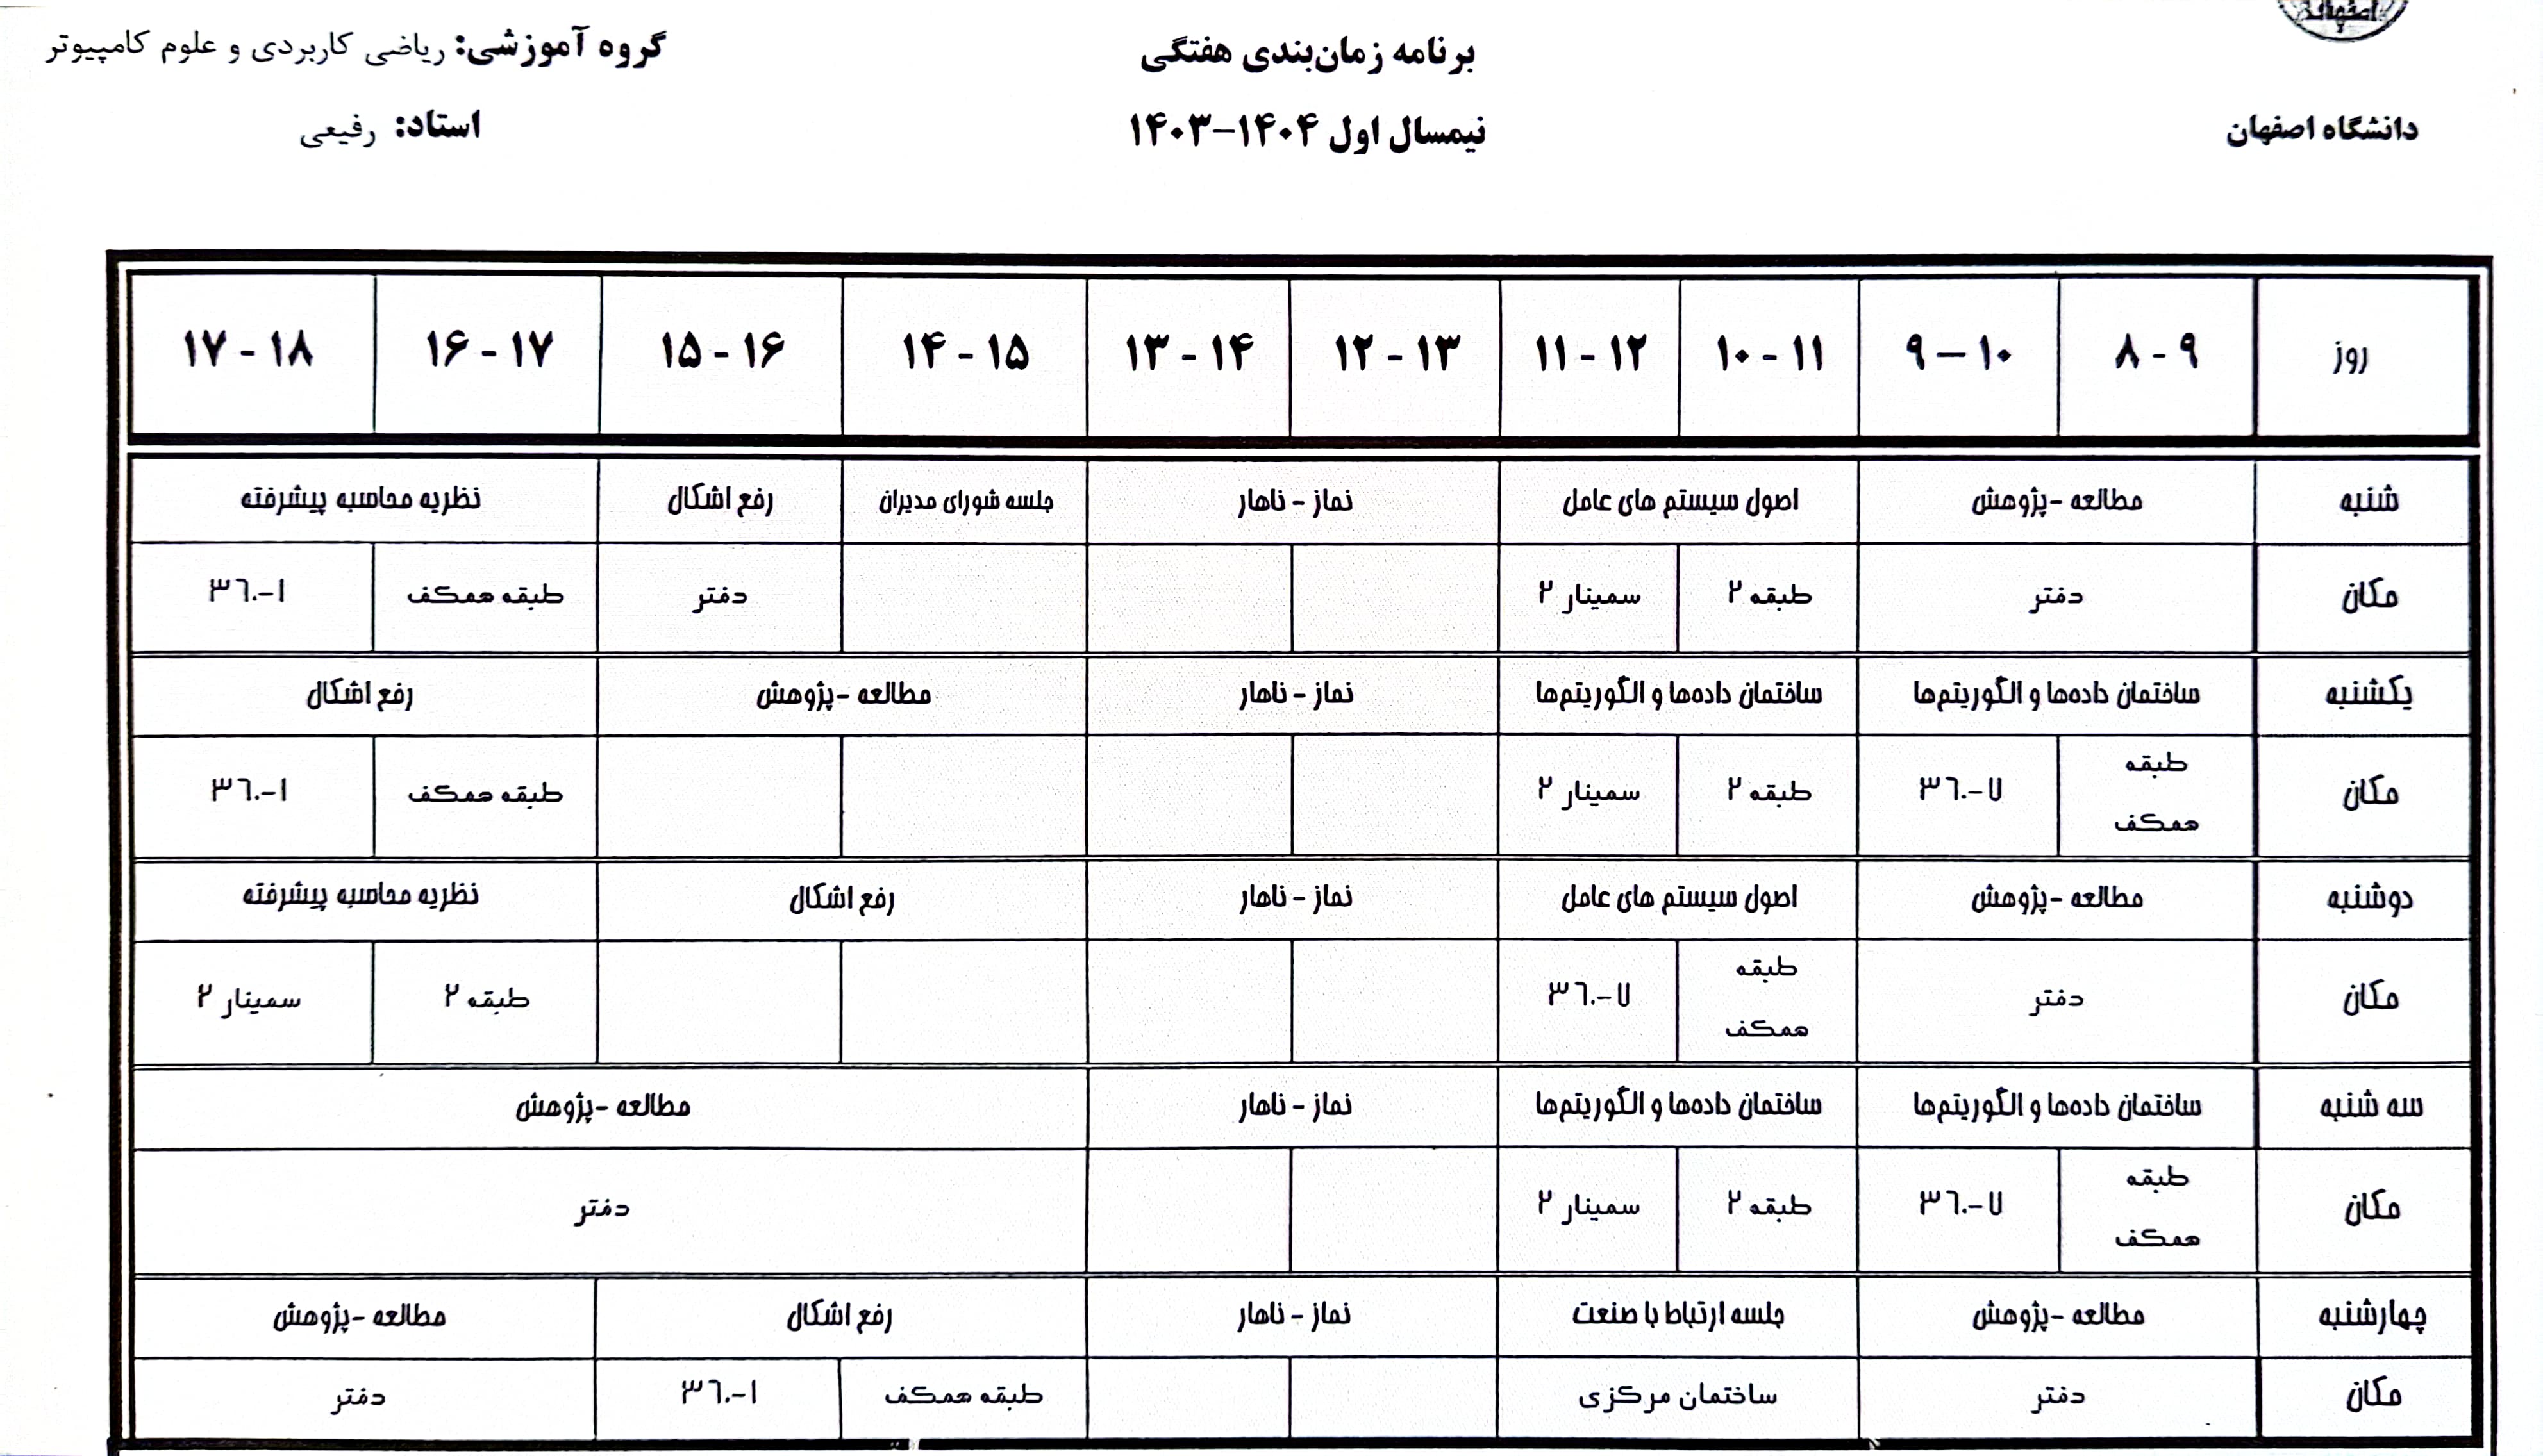 اصفهان
دانشگاه اصفهان
برنامه زمان‌بندی هفتگی
نیمسال اول ۱۴۰۴-۱۴۰۳
گروه آموزشی: ریاضی کاربردی و علوم کامپیوتر
استاد: رفیعی
روز ۹ - ۸ ۱۰ – ۹ ۱۱ - ۱۰ ۱۲ - ۱۱ ۱۳ - ۱۲ ۱۴ - ۱۳ ۱۵ - ۱۴ ۱۶ - ۱۵ ۱۷ - ۱۶ ۱۸ - ۱۷
شنبه مطالعه -پژوهش اصول سیستم های عامل نماز - ناهار جلسه شورای مدیران رفع اشکال نظریه محاسبه پیشرفته
مکان دفتر طبقه ۲ سمینار ۲ دفتر طبقه همکف ۱-۳۶۰
یکشنبه ساختمان داده‌ها و الگوریتم‌ها ساختمان داده‌ها و الگوریتم‌ها نماز - ناهار مطالعه -پژوهش رفع اشکال
مکان طبقه همکف ۷-۳۶۰ طبقه ۲ سمینار ۲ طبقه همکف ۱-۳۶۰
دوشنبه مطالعه -پژوهش اصول سیستم های عامل نماز - ناهار رفع اشکال نظریه محاسبه پیشرفته
مکان دفتر طبقه همکف ۷-۳۶۰ طبقه ۲ سمینار ۲
سه شنبه ساختمان داده‌ها و الگوریتم‌ها ساختمان داده‌ها و الگوریتم‌ها نماز - ناهار مطالعه -پژوهش
مکان طبقه همکف ۷-۳۶۰ طبقه ۲ سمینار ۲ دفتر
چهارشنبه مطالعه -پژوهش جلسه ارتباط با صنعت نماز - ناهار رفع اشکال مطالعه -پژوهش
مکان دفتر ساختمان مرکزی طبقه همکف ۱-۳۶۰ دفتر